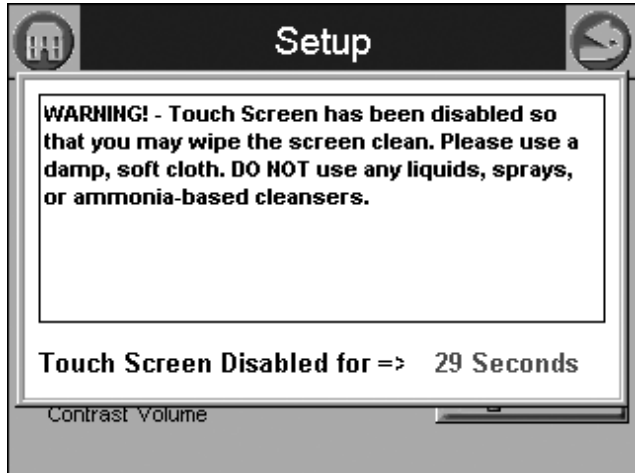 Setup
WARNING! - Touch Screen has been disabled so
that you may wipe the screen clean. Please use a
damp, soft cloth. DO NOT use any liquids, sprays,
or ammonia-based cleansers.
Touch Screen Disabled for => 29 Seconds
Contrast Volume